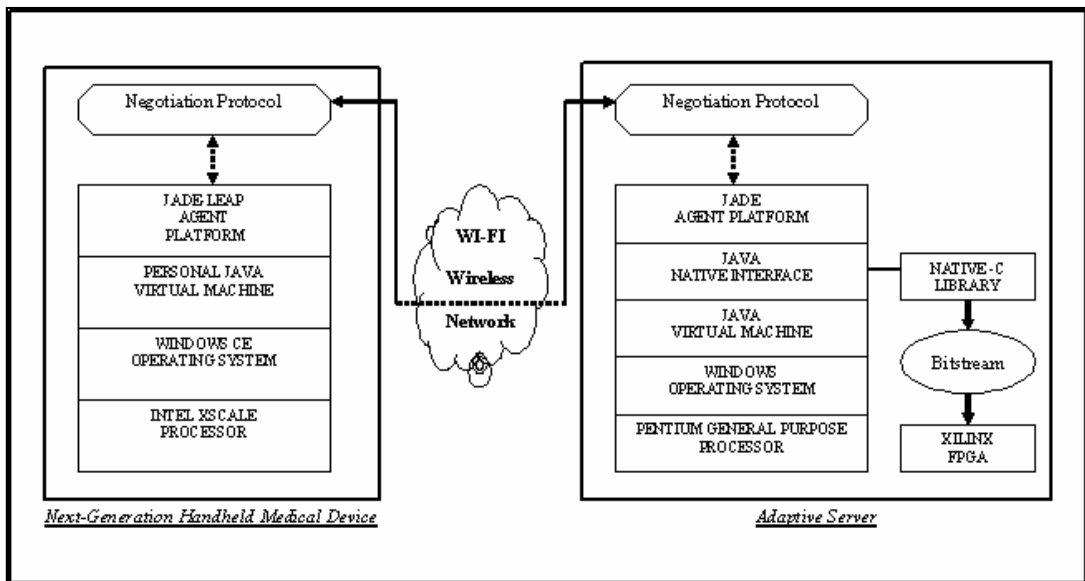 Negotiation Protocol
JADE LEAP
AGENT
PLATFORM
PERSONAL JAVA
VIRTUAL MACHINE
WINDOWS CE
OPERATING SYSTEM
INTEL XSCALE
PROCESSOR
Next-Generation Handheld Medical Device
WI-FI
Wireless
Network
Negotiation Protocol
JADE
AGENT PLATFORM
JAVA
NATIVE INTERFACE
JAVA
VIRTUAL MACHINE
WINDOWS
OPERATING SYSTEM
PENTIUM GENERAL PURPOSE
PROCESSOR
NATIVE-C
LIBRARY
Bitstream
XILINX
FPGA
Adaptive Server